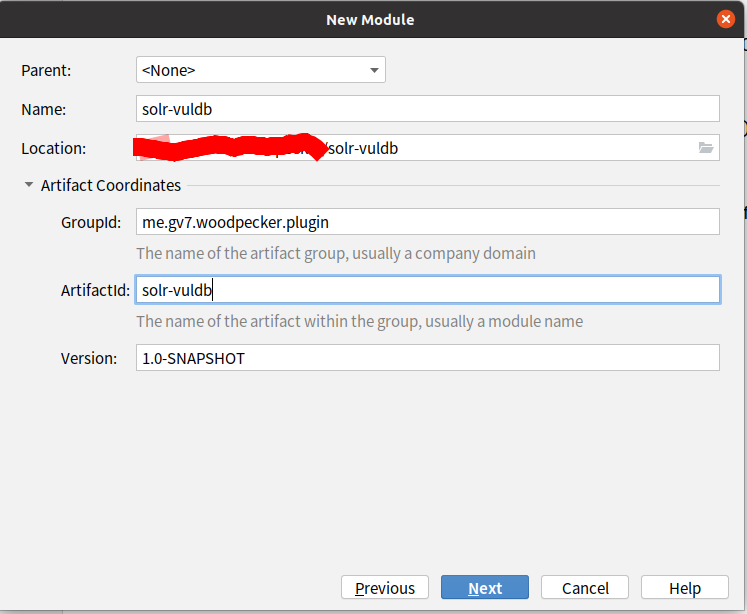 New Module
Parent: <None>
Name: solr-vuldb
Location: /solr-vuldb
Artifact Coordinates
GroupId: me.gv7.woodpecker.plugin
The name of the artifact group, usually a company domain
ArtifactId: solr-vuldb
The name of the artifact within the group, usually a module name
Version: 1.0-SNAPSHOT
Previous Next Cancel Help